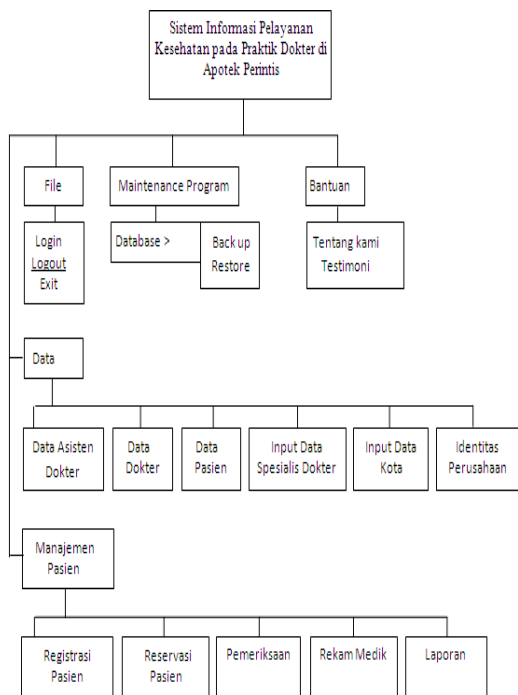 Sistem Informasi Pelayanan
Kesehatan pada Praktik Dokter di
Apotek Perintis
File
Maintenance Program
Bantuan
Login
Logout
Exit
Database >
Back up
Restore
Tentang kami
Testimoni
Data
Data Asisten
Dokter
Data
Dokter
Data
Pasien
Input Data
Spesialis Dokter
Input Data
Kota
Identitas
Perusahaan
Manajemen
Pasien
Registrasi
Pasien
Reservasi
Pasien
Pemeriksaan
Rekam Medik
Laporan